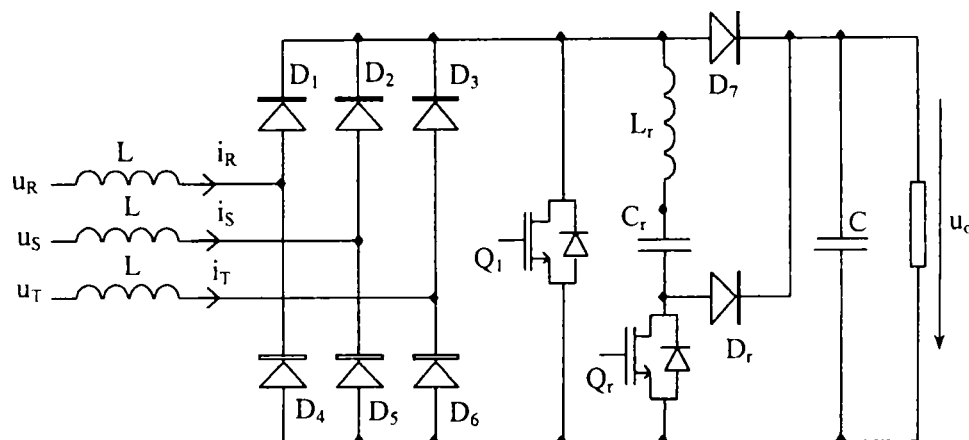 D1 D2 D3 D7
Lr
L iR
uR
L iS
uS
L iT
uT
Q1
Cr
C
uo
Dr
Qr
D4 D5 D6